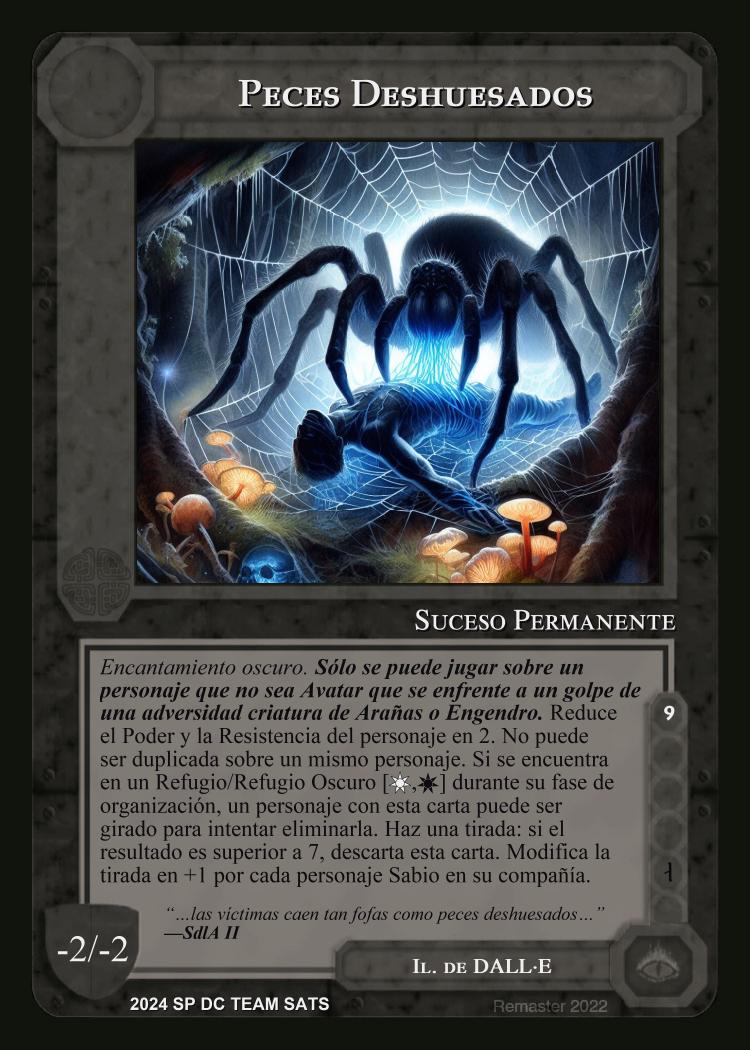 Peces Deshuesados
Suceso Permanente
Encantamiento oscuro. Sólo se puede jugar sobre un
personaje que no sea Avatar que se enfrente a un golpe de
una adversidad criatura de Arañas o Engendro. Reduce
el Poder y la Resistencia del personaje en 2. No puede
ser duplicada sobre un mismo personaje. Si se encuentra
en un Refugio/Refugio Oscuro [,] durante su fase de
organización, un personaje con esta carta puede ser
girado para intentar eliminarla. Haz una tirada: si el
resultado es superior a 7, descarta esta carta. Modifica la
tirada en +1 por cada personaje Sabio en su compañía.
9
“...las víctimas caen tan fofas como peces deshuesados...”
—SdlA II
-2/-2
Il. de DALL·E
2024 SP DC TEAM SATS
Remaster 2022